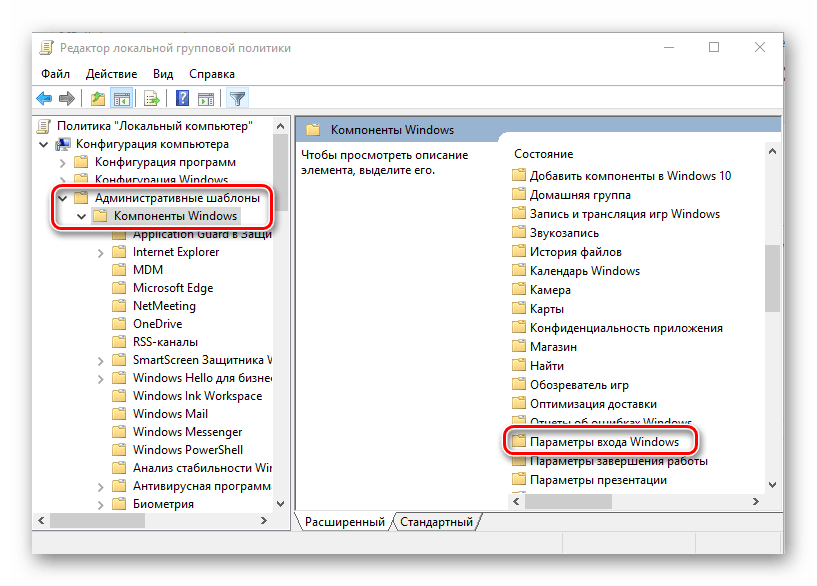 Редактор локальной групповой политики
Файл Действие Вид Справка
Политика "Локальный компьютер"
Конфигурация компьютера
Конфигурация программ
Конфигурация Windows
Административные шаблоны
Компоненты Windows
Application Guard в Защи
Internet Explorer
MDM
Microsoft Edge
NetMeeting
OneDrive
RSS-каналы
SmartScreen Защитника W
Windows Hello для бизне
Windows Ink Workspace
Windows Mail
Windows Messenger
Windows PowerShell
Анализ стабильности Wi
Антивирусная программ
Биометрия
Компоненты Windows
Чтобы просмотреть описание
элемента, выделите его.
Состояние
Добавить компоненты в Windows 10
Домашняя группа
Запись и трансляция игр Windows
Звукозапись
История файлов
Календарь Windows
Камера
Карты
Конфиденциальность приложения
Магазин
Найти
Обозреватель игр
Оптимизация доставки
Отчеты об ошибках Windows
Параметры входа Windows
Параметры завершения работы
Параметры презентации
Расширенный Стандартный